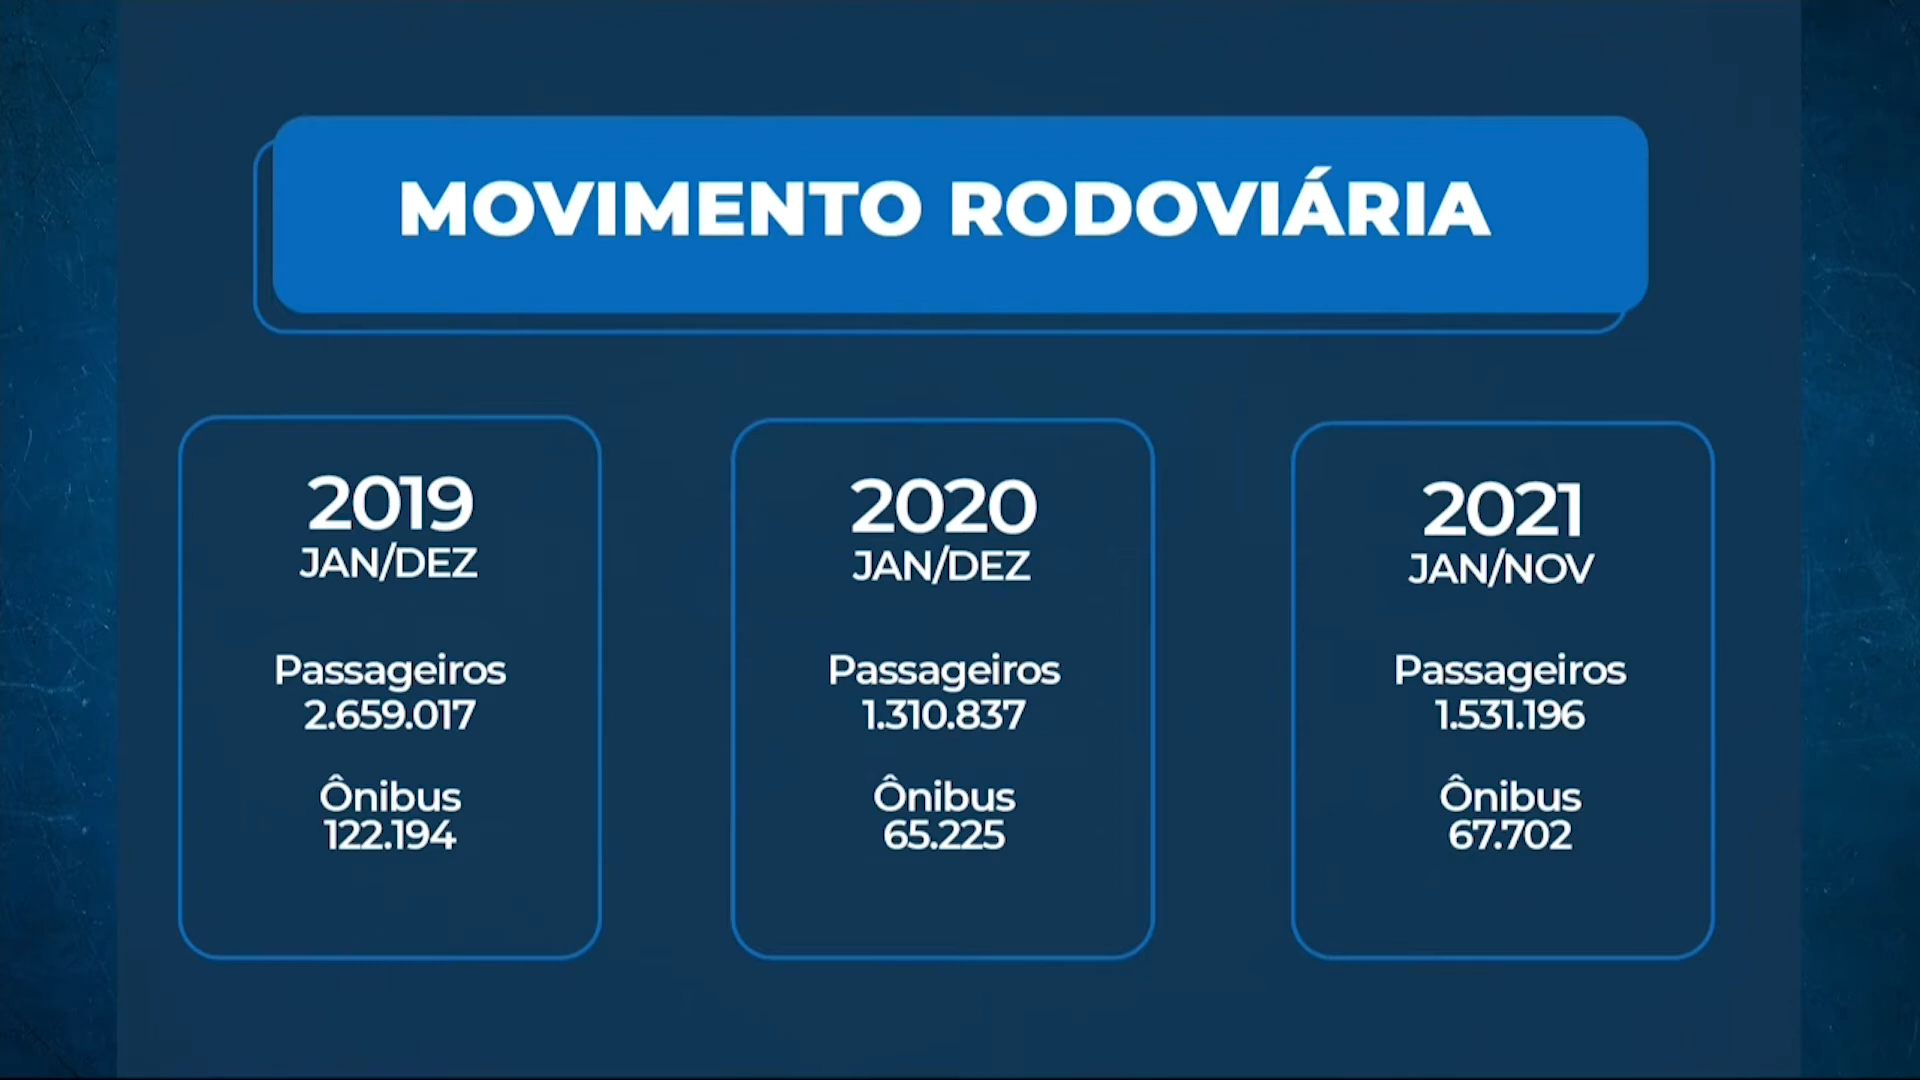 MOVIMENTO RODOVIÁRIA
2019
JAN/DEZ
Passageiros
2.659.017
Ônibus
122.194
2020
JAN/DEZ
Passageiros
1.310.837
Ônibus
65.225
2021
JAN/NOV
Passageiros
1.531.196
Ônibus
67.702